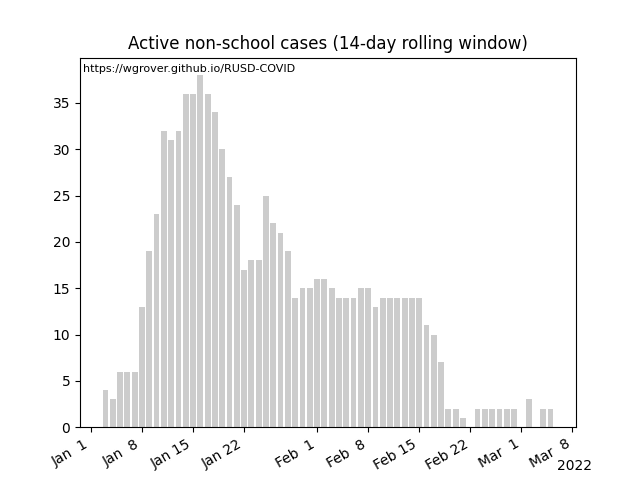 Active non-school cases (14-day rolling window)
https://wgrover.github.io/RUSD-COVID
35
30
25
20
15
10
5
0
Jan 1
Jan 8
Jan 15
Jan 22
Feb 1
Feb 8
Feb 15
Feb 22
Mar 1
Mar 8
2022